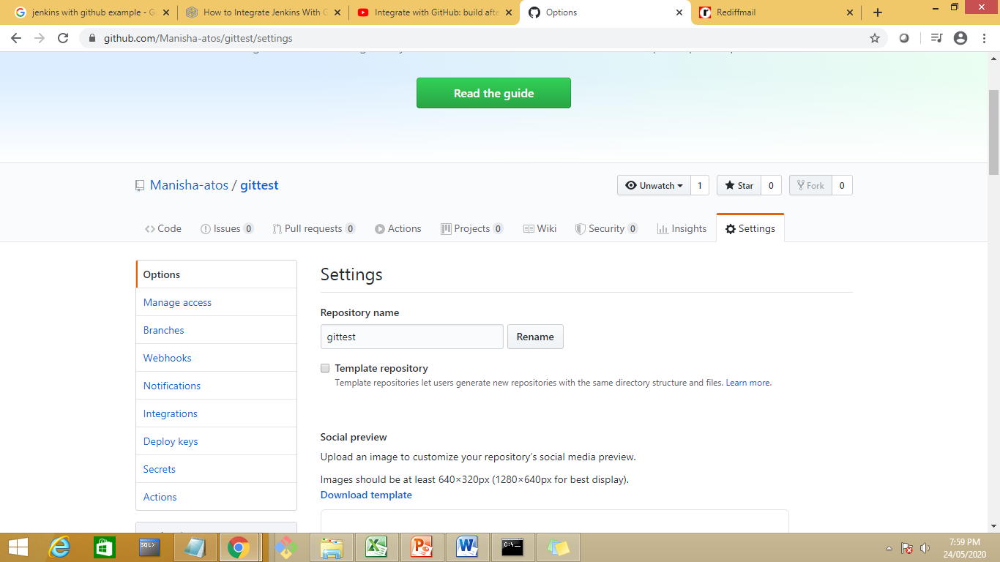 jenkins with github example - G
How to Integrate Jenkins With G
Integrate with GitHub: build afte
Options
Rediffmail
github.com/Manisha-atos/gittest/settings
Read the guide
Manisha-atos / gittest
Unwatch 1
Star 0
Fork 0
Code
Issues 0
Pull requests 0
Actions
Projects 0
Wiki
Security 0
Insights
Settings
Options
Manage access
Branches
Webhooks
Notifications
Integrations
Deploy keys
Secrets
Actions
Settings
Repository name
gittest
Rename
Template repository
Template repositories let users generate new repositories with the same directory structure and files. Learn more.
Social preview
Upload an image to customize your repository’s social media preview.
Images should be at least 640×320px (1280×640px for best display).
Download template
SQL>
C:\
7:59 PM
24/05/2020